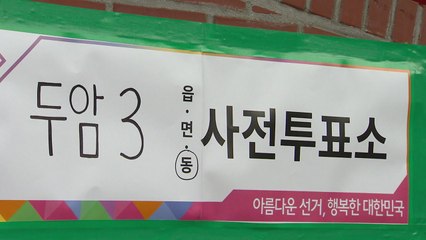 두암 3 읍·면·동 사전투표소
아름다운 선거, 행복한 대한민국